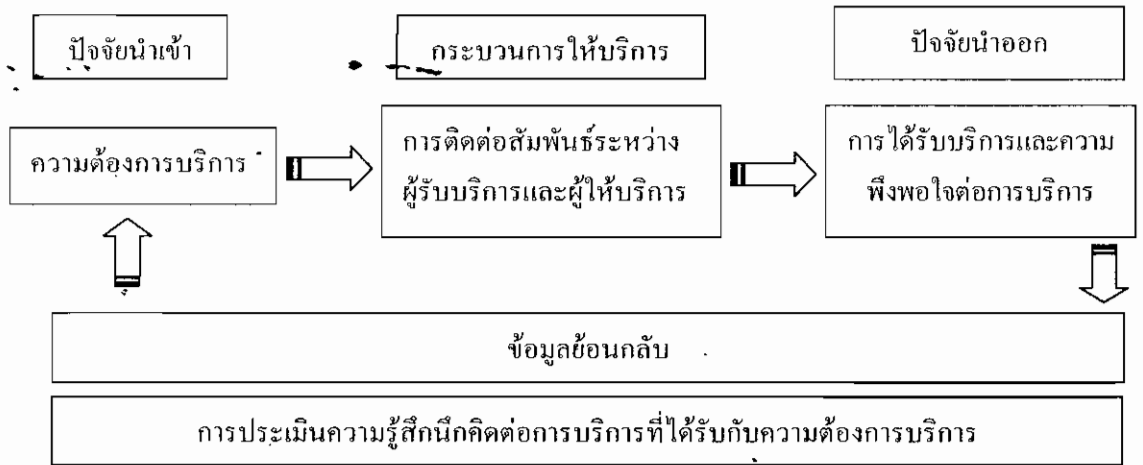 ปัจจัยนำเข้า
กระบวนการให้บริการ
ปัจจัยนำออก
ความต้องการบริการ
การติดต่อสัมพันธ์ระหว่าง
ผู้รับบริการและผู้ให้บริการ
การได้รับบริการและความ
พึงพอใจต่อการบริการ
ข้อมูลย้อนกลับ
การประเมินความรู้สึกนึกคิดต่อการบริการที่ได้รับกับความต้องการบริการ